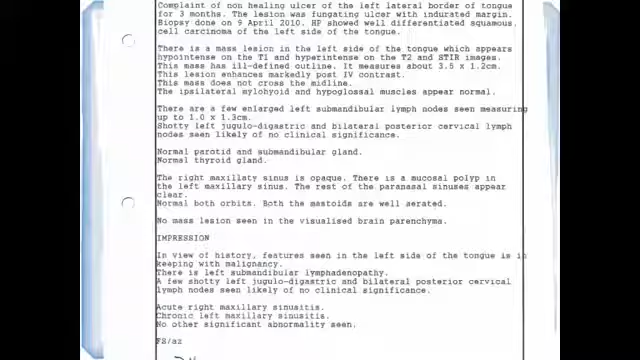 Complaint of non healing ulcer of the left lateral border of tongue
for 3 months. The lesion was fungating ulcer with indurated margin.
Biopsy done on 9 April 2010. HP showed well differentiated squamous
cell carcinoma of the left side of the tongue.
There is a mass lesion in the left side of the tongue which appears
hypointense on the T1 and hyperintense on the T2 and STIR images.
This mass has ill-defined outline. It measures about 3.5 x 1.2cm.
This lesion enhances markedly post IV contrast.
This mass does not cross the midline.
The ipsilateral mylohyoid and hypoglossal muscles appear normal.
There are a few enlarged left submandibular lymph nodes seen measuring
up to 1.0 x 1.3cm.
Shotty left jugulo-digastric and bilateral posterior cervical lymph
nodes seen likely of no clinical significance.
Normal parotid and submandibular gland.
Normal thyroid gland.
The right maxillaty sinus is opaque. There is a mucosal polyp in
the left maxillary sinus. The rest of the paranasal sinuses appear
clear.
Normal both orbits. Both the mastoids are well aerated.
No mass lesion seen in the visualised brain parenchyma.
IMPRESSION
In view of history, features seen in the left side of the tongue is in
keeping with malignancy.
There is left submandibular lymphadenopathy.
A few shotty left jugulo-digastric and bilateral posterior cervical
lymph nodes seen likely of no clinical significance.
Acute right maxillary sinusitis.
Chronic left maxillary sinusitis.
No other significant abnormality seen.
FS/az